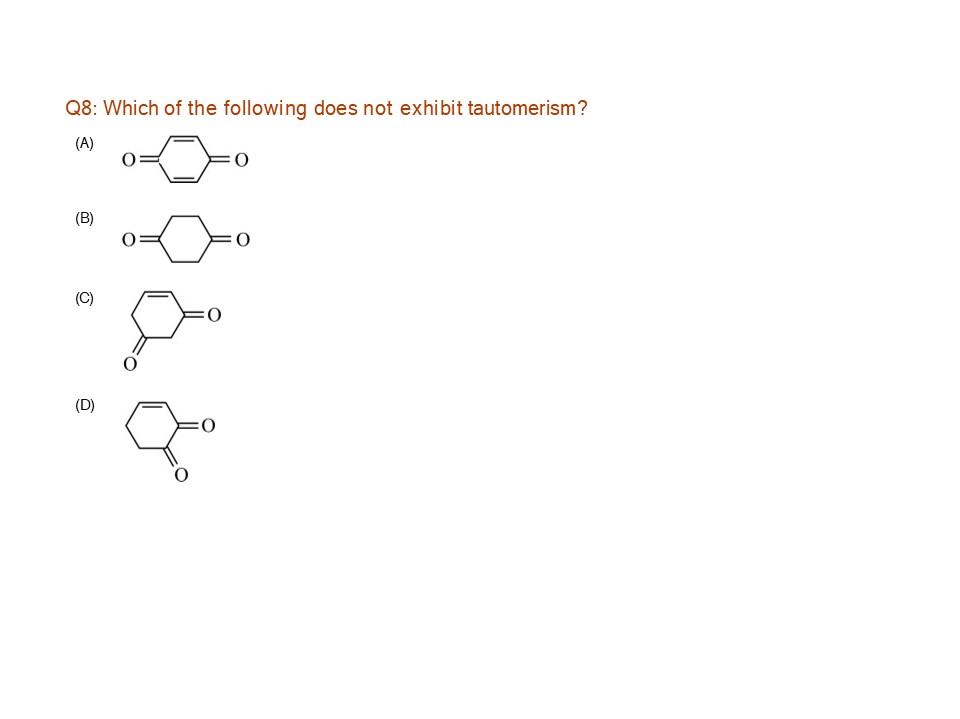 Q8: Which of the following does not exhibit tautomerism?
(A)
O O
(B)
O O
(C)
O
O
(D)
O
O